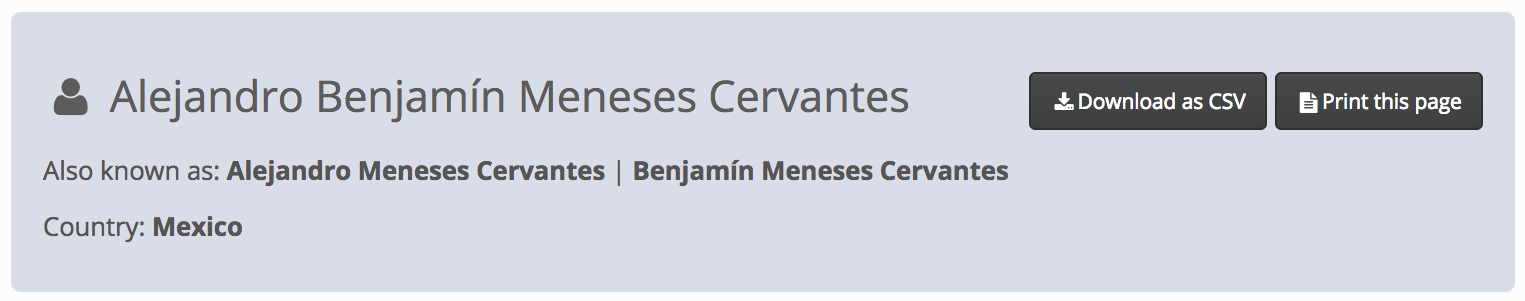 Alejandro Benjamín Meneses Cervantes
Download as CSV
Print this page
Also known as: Alejandro Meneses Cervantes | Benjamín Meneses Cervantes
Country: Mexico